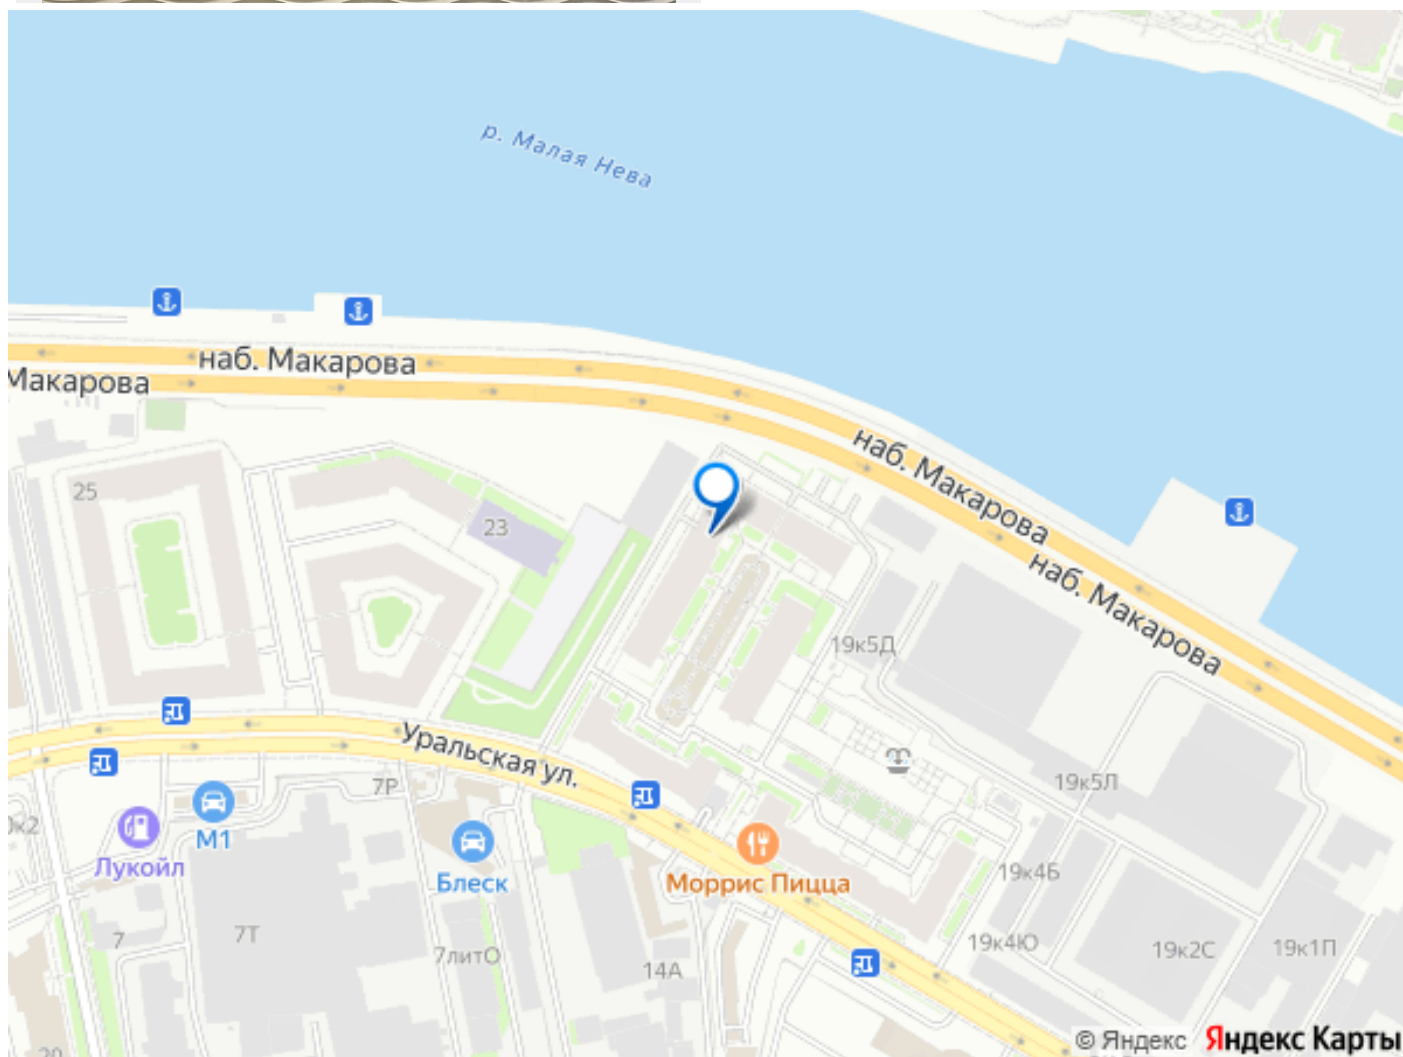 р. Малая Нева
наб. Макарова
Макарова
наб. Макарова
наб. Макарова
25
23
19к5Д
Уральская ул.
7Р
19к5Л
М1
Лукойл
Блеск
Моррис Пицца
19к4Б
7
7Т
7литО
14А
19к4Ю
19к2С
19к1П
© Яндекс Яндекс Карты